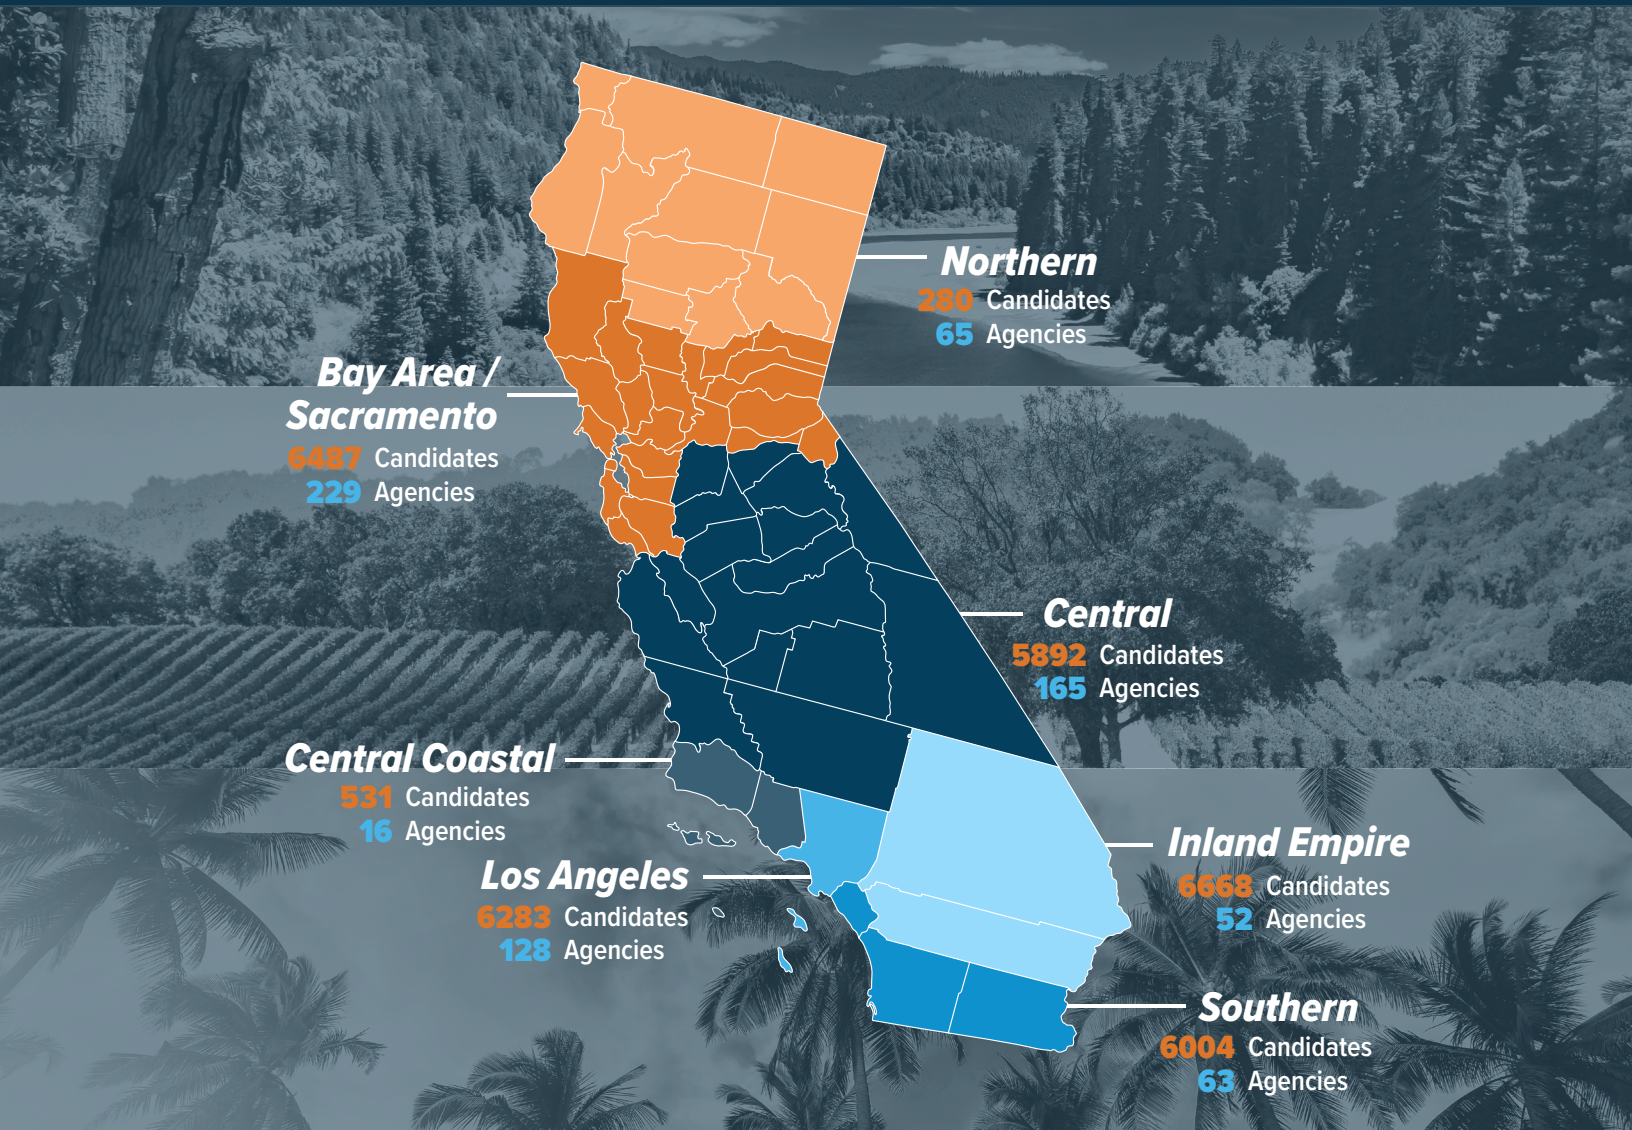 Northern
280 Candidates
65 Agencies
Bay Area /
Sacramento
6487 Candidates
229 Agencies
Central
5892 Candidates
165 Agencies
Central Coastal
531 Candidates
16 Agencies
Inland Empire
6668 Candidates
52 Agencies
Los Angeles
6283 Candidates
128 Agencies
Southern
6004 Candidates
63 Agencies